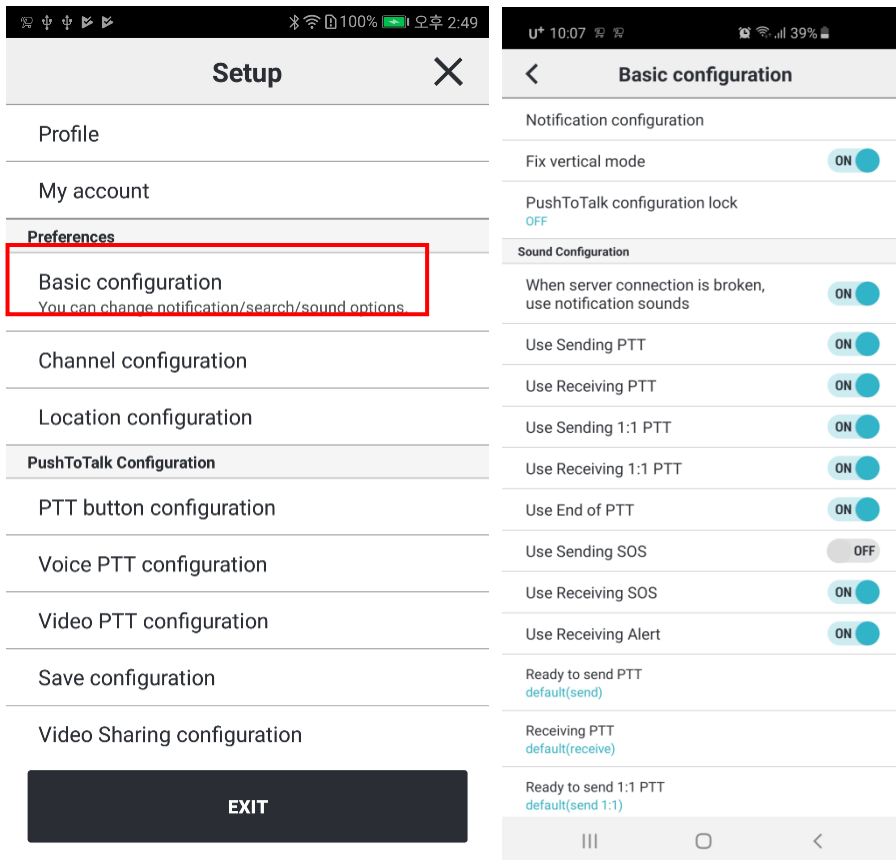 100% 오후 2:49
Setup
Profile
My account
Preferences
Basic configuration
You can change notification/search/sound options.
Channel configuration
Location configuration
PushToTalk Configuration
PTT button configuration
Voice PTT configuration
Video PTT configuration
Save configuration
Video Sharing configuration
EXIT
U+ 10:07 39%
Basic configuration
Notification configuration
Fix vertical mode ON
PushToTalk configuration lock
OFF
Sound Configuration
When server connection is broken,
use notification sounds ON
Use Sending PTT ON
Use Receiving PTT ON
Use Sending 1:1 PTT ON
Use Receiving 1:1 PTT ON
Use End of PTT ON
Use Sending SOS OFF
Use Receiving SOS ON
Use Receiving Alert ON
Ready to send PTT
default(send)
Receiving PTT
default(receive)
Ready to send 1:1 PTT
default(send 1:1)